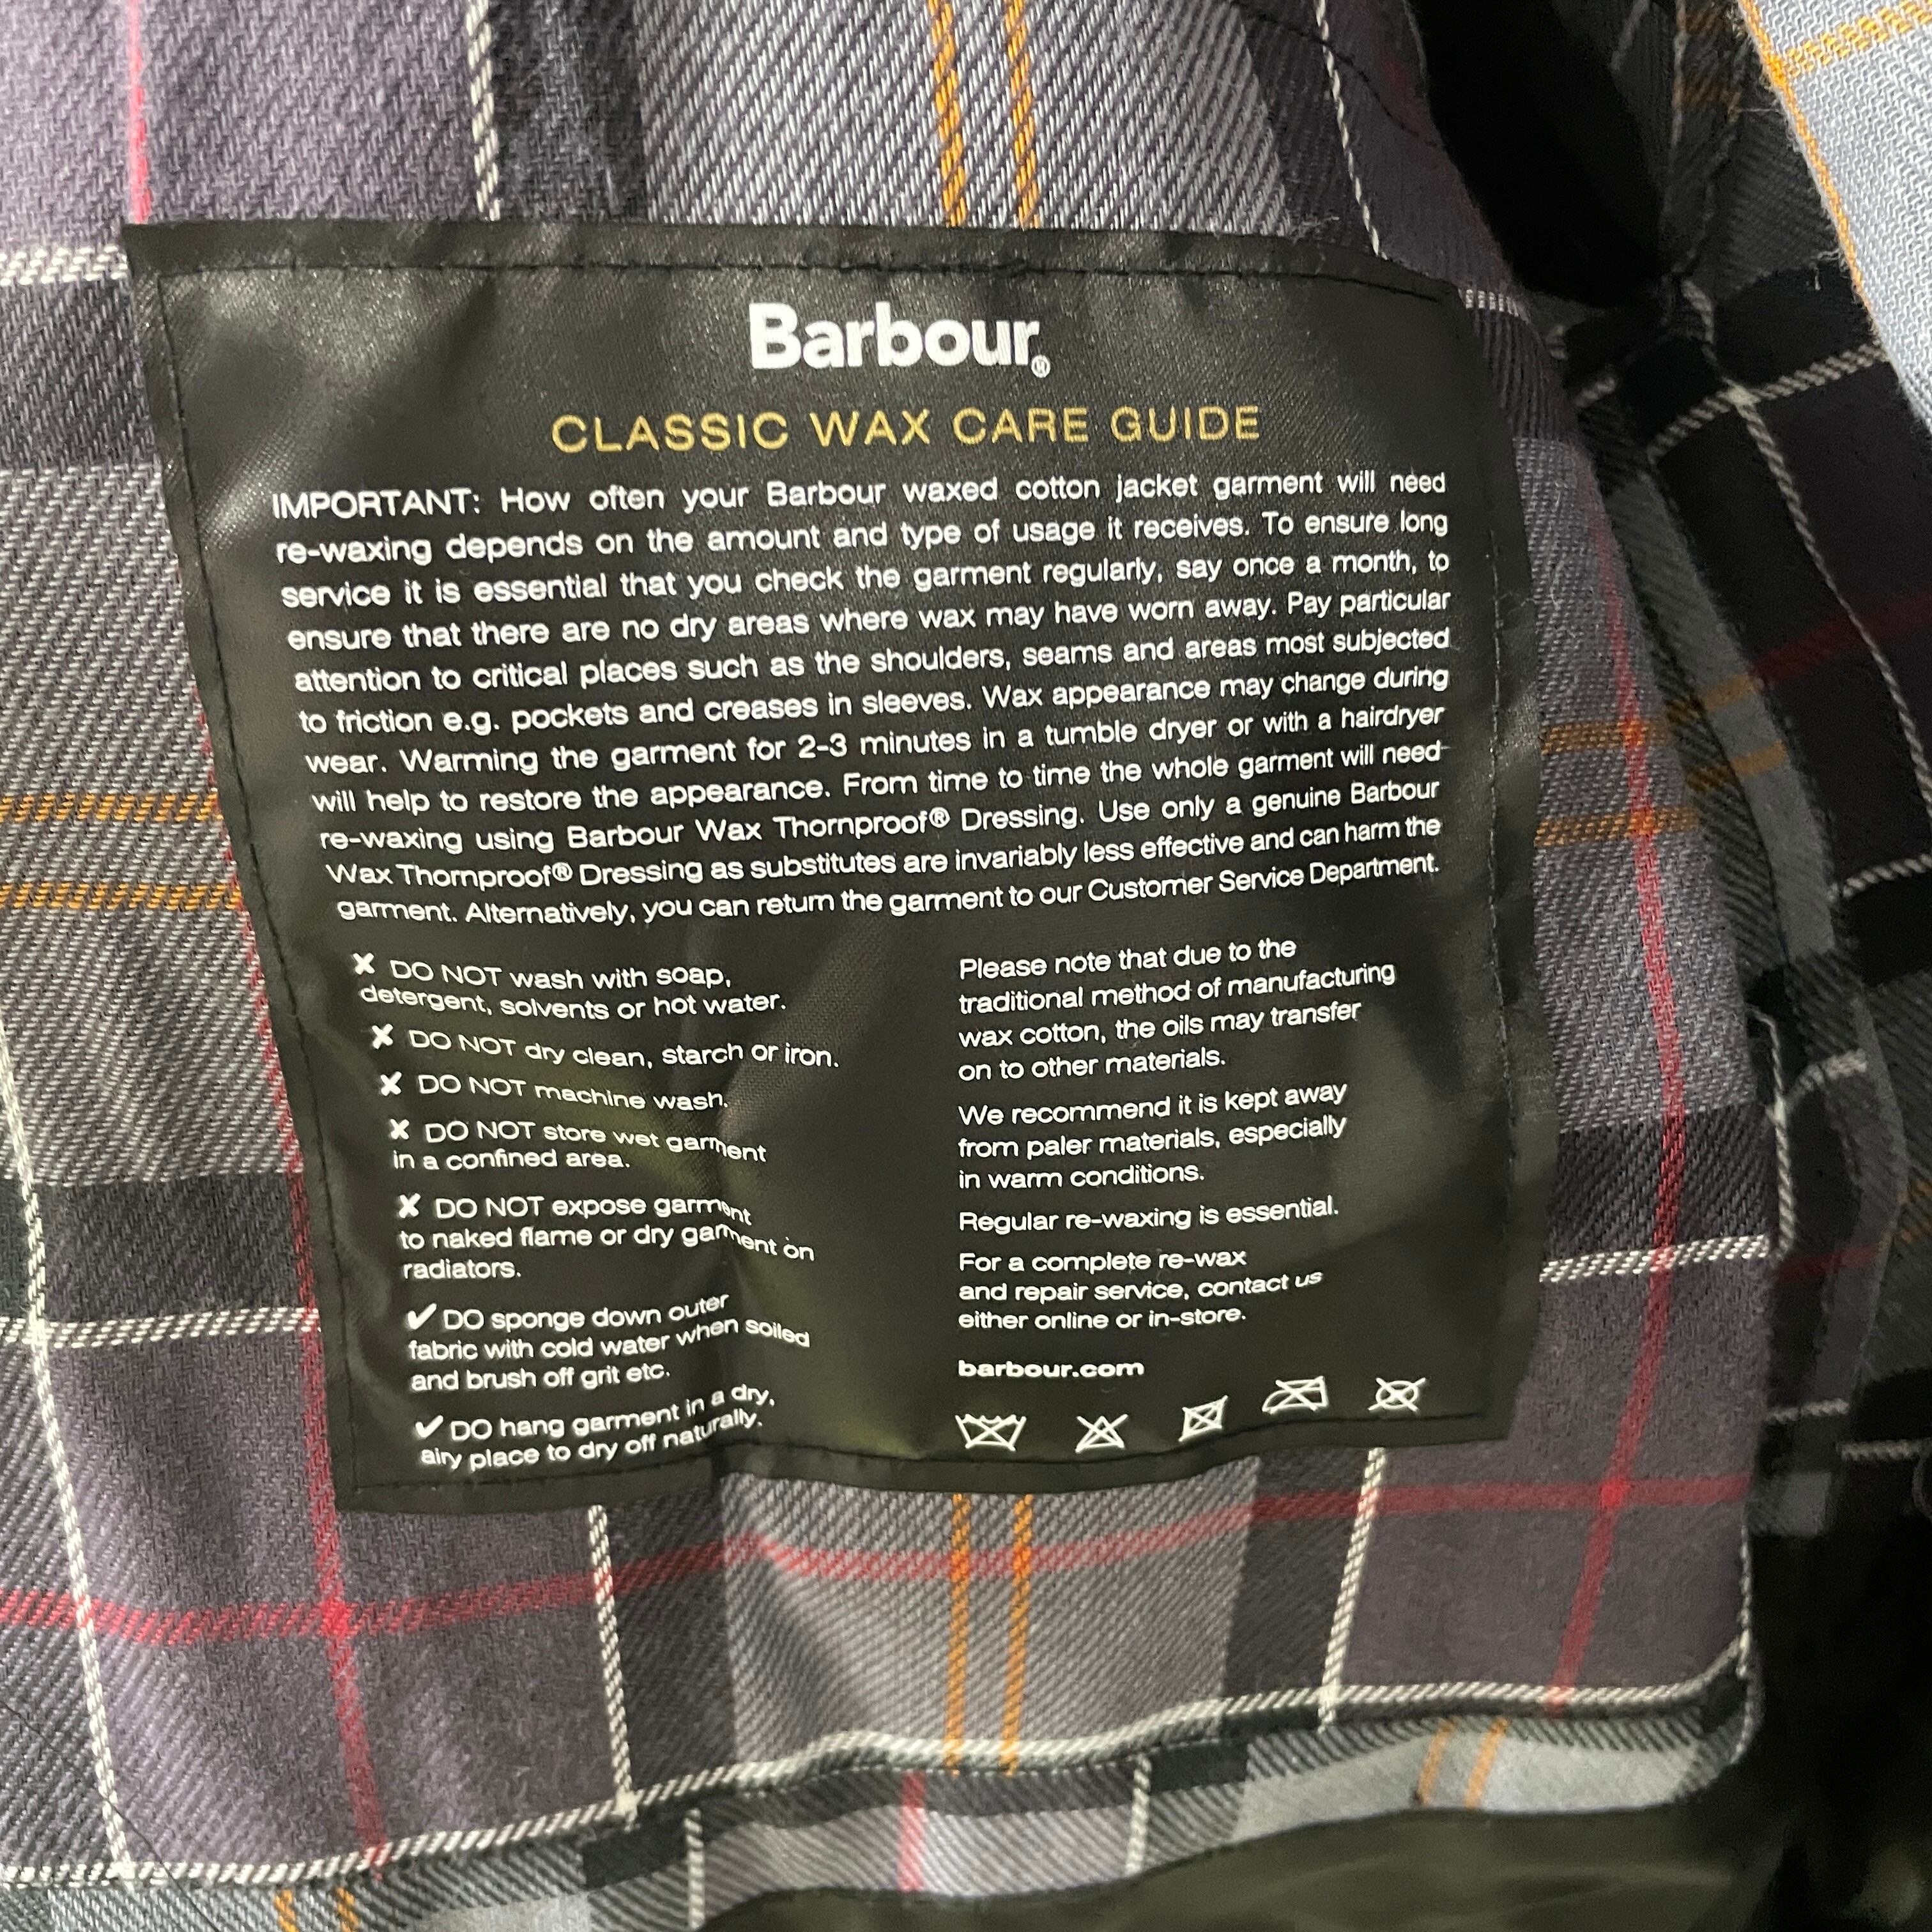 Barbour®
CLASSIC WAX CARE GUIDE
IMPORTANT: How often your Barbour waxed cotton jacket garment will need
re-waxing depends on the amount and type of usage it receives. To ensure long
service it is essential that you check the garment regularly, say once a month, to
ensure that there are no dry areas where wax may have worn away. Pay particular
attention to critical places such as the shoulders, seams and areas most subjected
to friction e.g. pockets and creases in sleeves. Wax appearance may change during
wear. Warming the garment for 2-3 minutes in a tumble dryer or with a hairdryer
will help to restore the appearance. From time to time the whole garment will need
re-waxing using Barbour Wax Thornproof® Dressing. Use only a genuine Barbour
Wax Thornproof® Dressing as substitutes are invariably less effective and can harm the
garment. Alternatively, you can return the garment to our Customer Service Department.
✘ DO NOT wash with soap,
detergent, solvents or hot water.
✘ DO NOT dry clean, starch or iron.
✘ DO NOT machine wash.
✘ DO NOT store wet garment
in a confined area.
✘ DO NOT expose garment
to naked flame or dry garment on
radiators.
✔ DO sponge down outer
fabric with cold water when soiled
and brush off grit etc.
✔ DO hang garment in a dry,
airy place to dry off naturally.
Please note that due to the
traditional method of manufacturing
wax cotton, the oils may transfer
on to other materials.
We recommend it is kept away
from paler materials, especially
in warm conditions.
Regular re-waxing is essential.
For a complete re-wax
and repair service, contact us
either online or in-store.
barbour.com